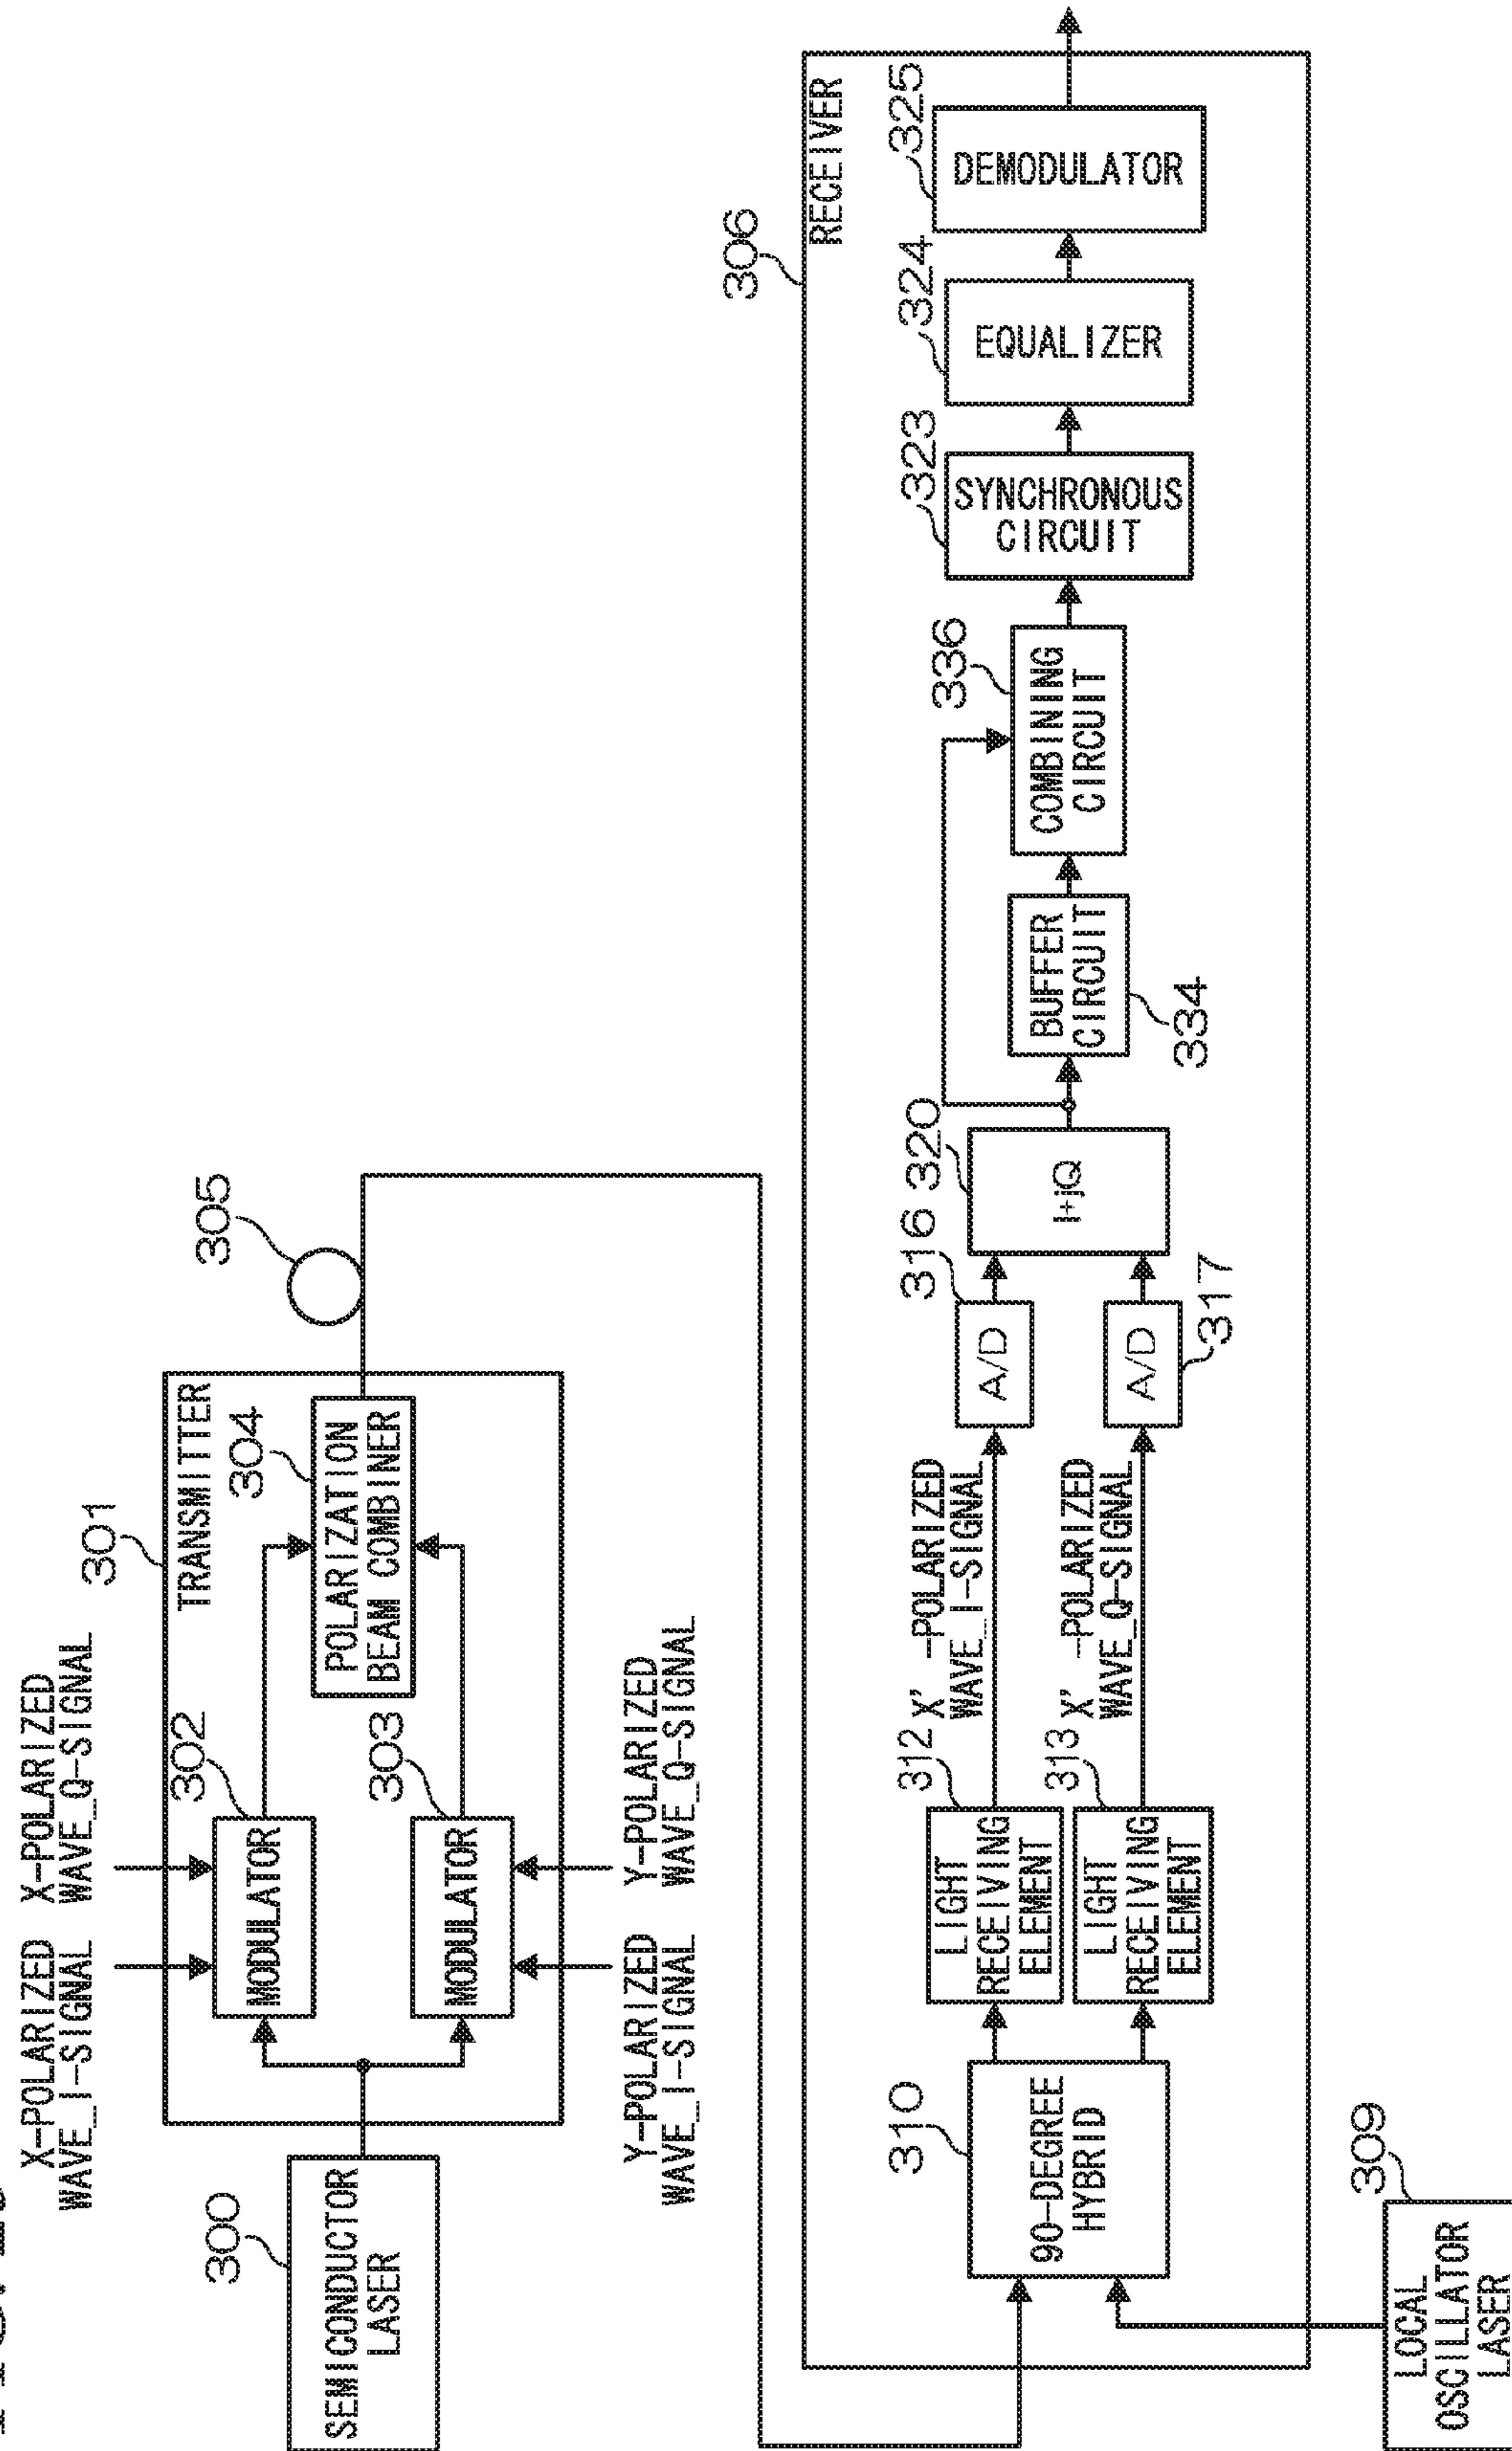 X-POLARIZED
WAVE_I-SIGNAL
X-POLARIZED
WAVE_Q-SIGNAL
301
TRANSMITTER
300
SEMICONDUCTOR
LASER
302
MODULATOR
303
MODULATOR
304
POLARIZATION
BEAM COMBINER
305
Y-POLARIZED
WAVE_I-SIGNAL
Y-POLARIZED
WAVE_Q-SIGNAL
306
RECEIVER
309
LOCAL
OSCILLATOR
LASER
310
90-DEGREE
HYBRID
312
LIGHT
RECEIVING
ELEMENT
313
LIGHT
RECEIVING
ELEMENT
X' -POLARIZED
WAVE_I-SIGNAL
X' -POLARIZED
WAVE_Q-SIGNAL
316
A/D
A/D
317
320
I+jQ
BUFFER
CIRCUIT
334
336
COMBINING
CIRCUIT
323
SYNCHRONOUS
CIRCUIT
324
EQUALIZER
325
DEMODULATOR